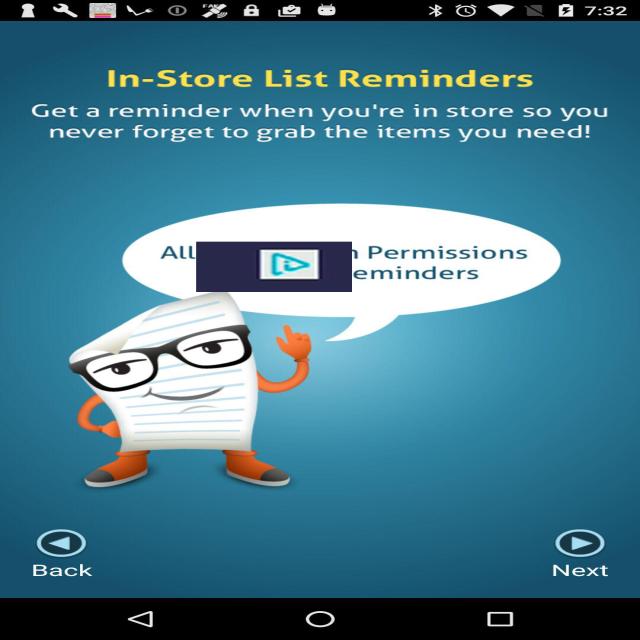 7:32
In-Store List Reminders
Get a reminder when you're in store so you
never forget to grab the items you need!
Permissions
Back
Next